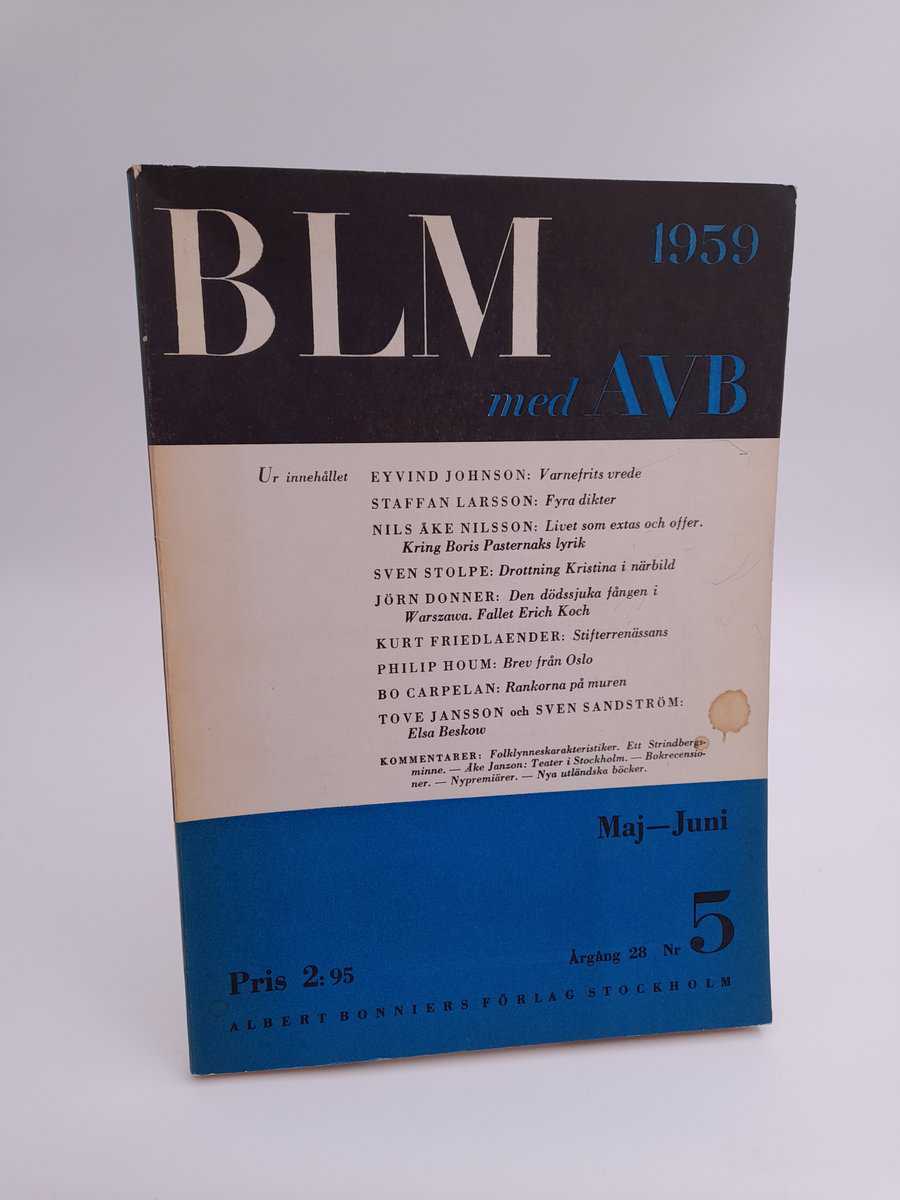 BLM 1959
med AVB
Ur innehållet EYVIND JOHNSON: Varnefrits vrede
STAFFAN LARSSON: Fyra dikter
NILS ÅKE NILSSON: Livet som extas och offer.
Kring Boris Pasternaks lyrik
SVEN STOLPE: Drottning Kristina i närbild
JÖRN DONNER: Den dödssjuka fången i
Warszawa. Fallet Erich Koch
KURT FRIEDLAENDER: Stifterrenässans
PHILIP HOUM: Brev från Oslo
BO CARPELAN: Rankorna på muren
TOVE JANSSON och SVEN SANDSTRÖM:
Elsa Beskow
KOMMENTARER: Folklynneskarakteristiker. Ett Strindbergs-
minne. — Åke Janzon: Teater i Stockholm. — Bokrecensio-
ner. — Nypremiärer. — Nya utländska böcker.
Maj—Juni
Pris 2:95 Årgång 28 Nr 5
ALBERT BONNIERS FÖRLAG STOCKHOLM